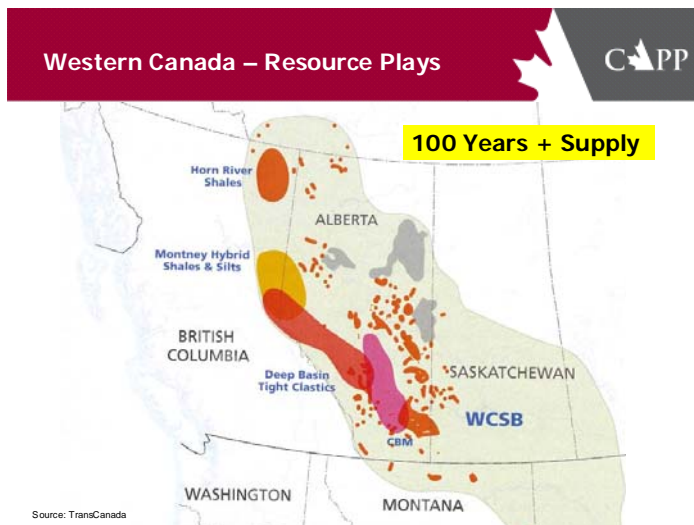 Western Canada – Resource Plays
CAPP
100 Years + Supply
Horn River
Shales
ALBERTA
Montney Hybrid
Shales & Silts
BRITISH
COLUMBIA
Deep Basin
Tight Clastics
SASKATCHEWAN
WCSB
CBM
WASHINGTON
MONTANA
Source: TransCanada